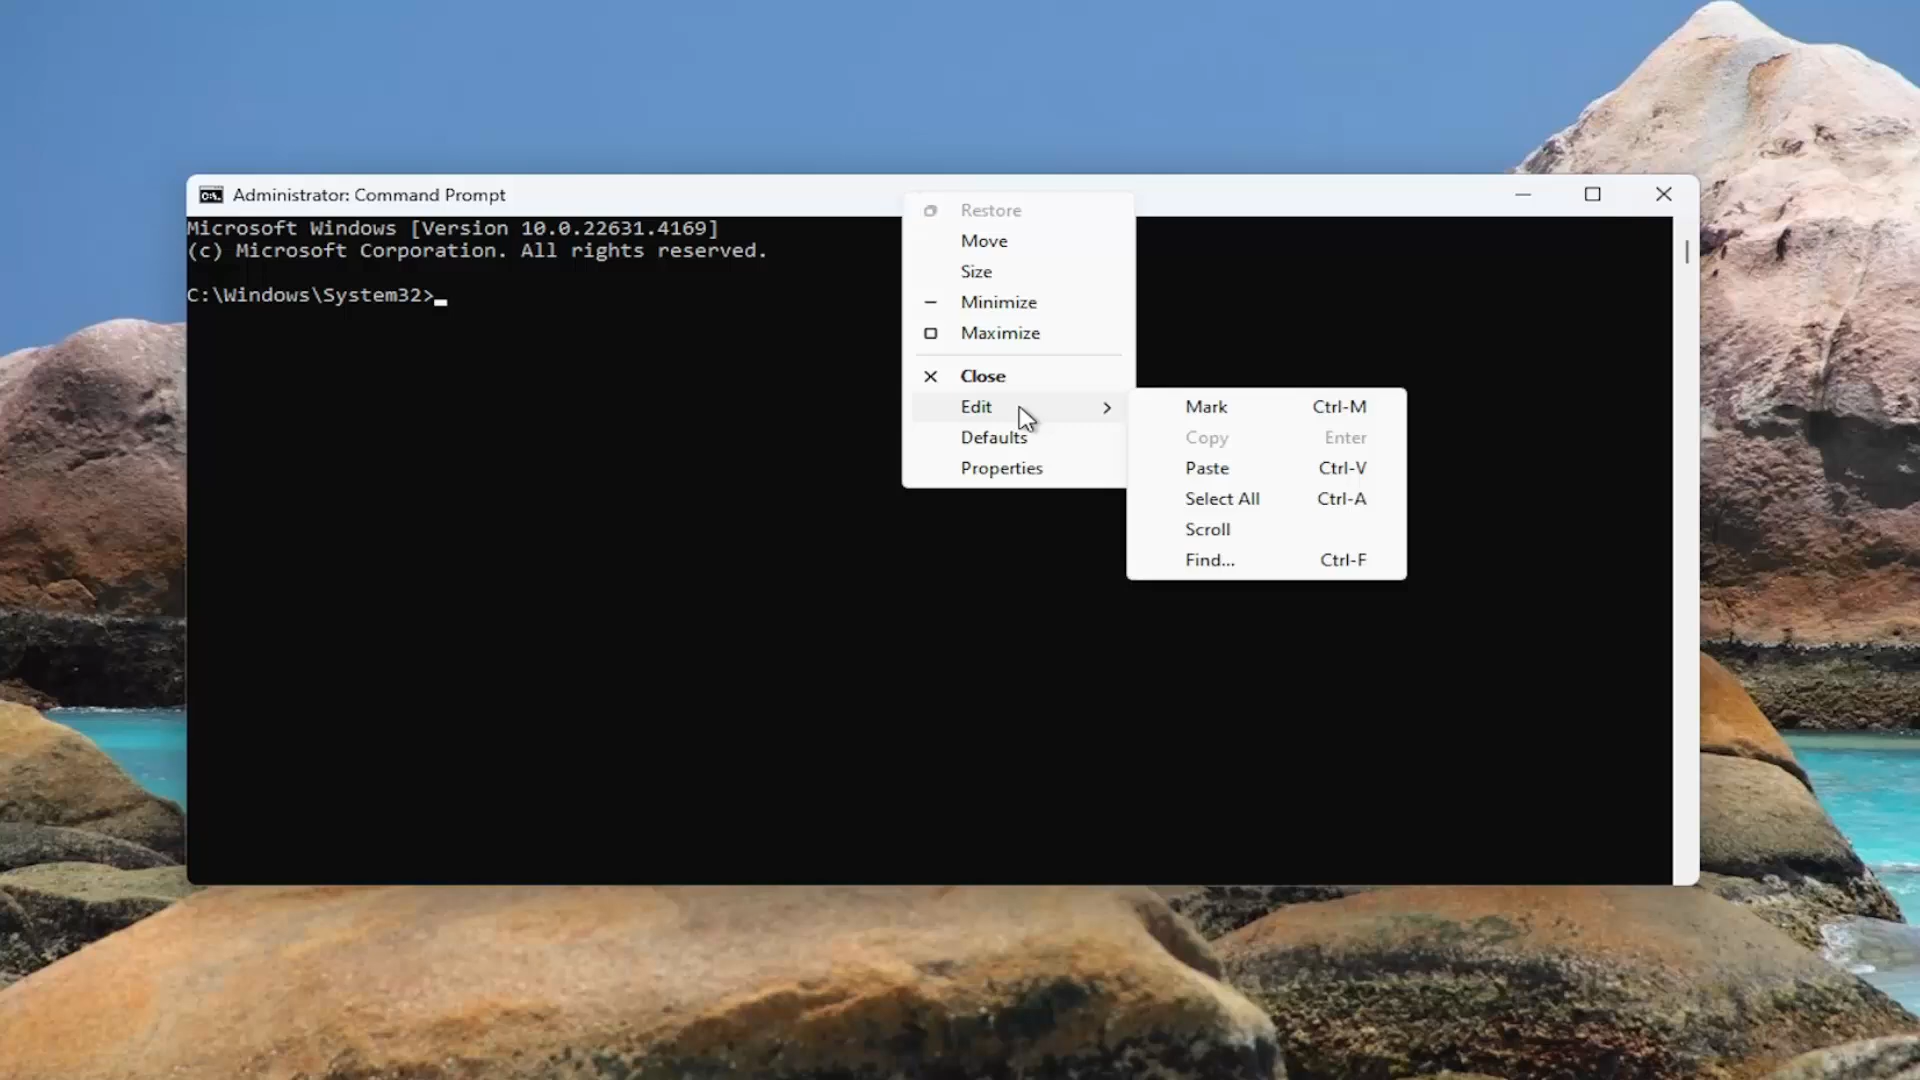 Administrator: Command Prompt
Microsoft Windows [Version 10.0.22631.4169]
(c) Microsoft Corporation. All rights reserved.
C:\Windows\System32>
Restore
Move
Size
Minimize
Maximize
Close
Edit
Defaults
Properties
Mark Ctrl-M
Copy Enter
Paste Ctrl-V
Select All Ctrl-A
Scroll
Find... Ctrl-F